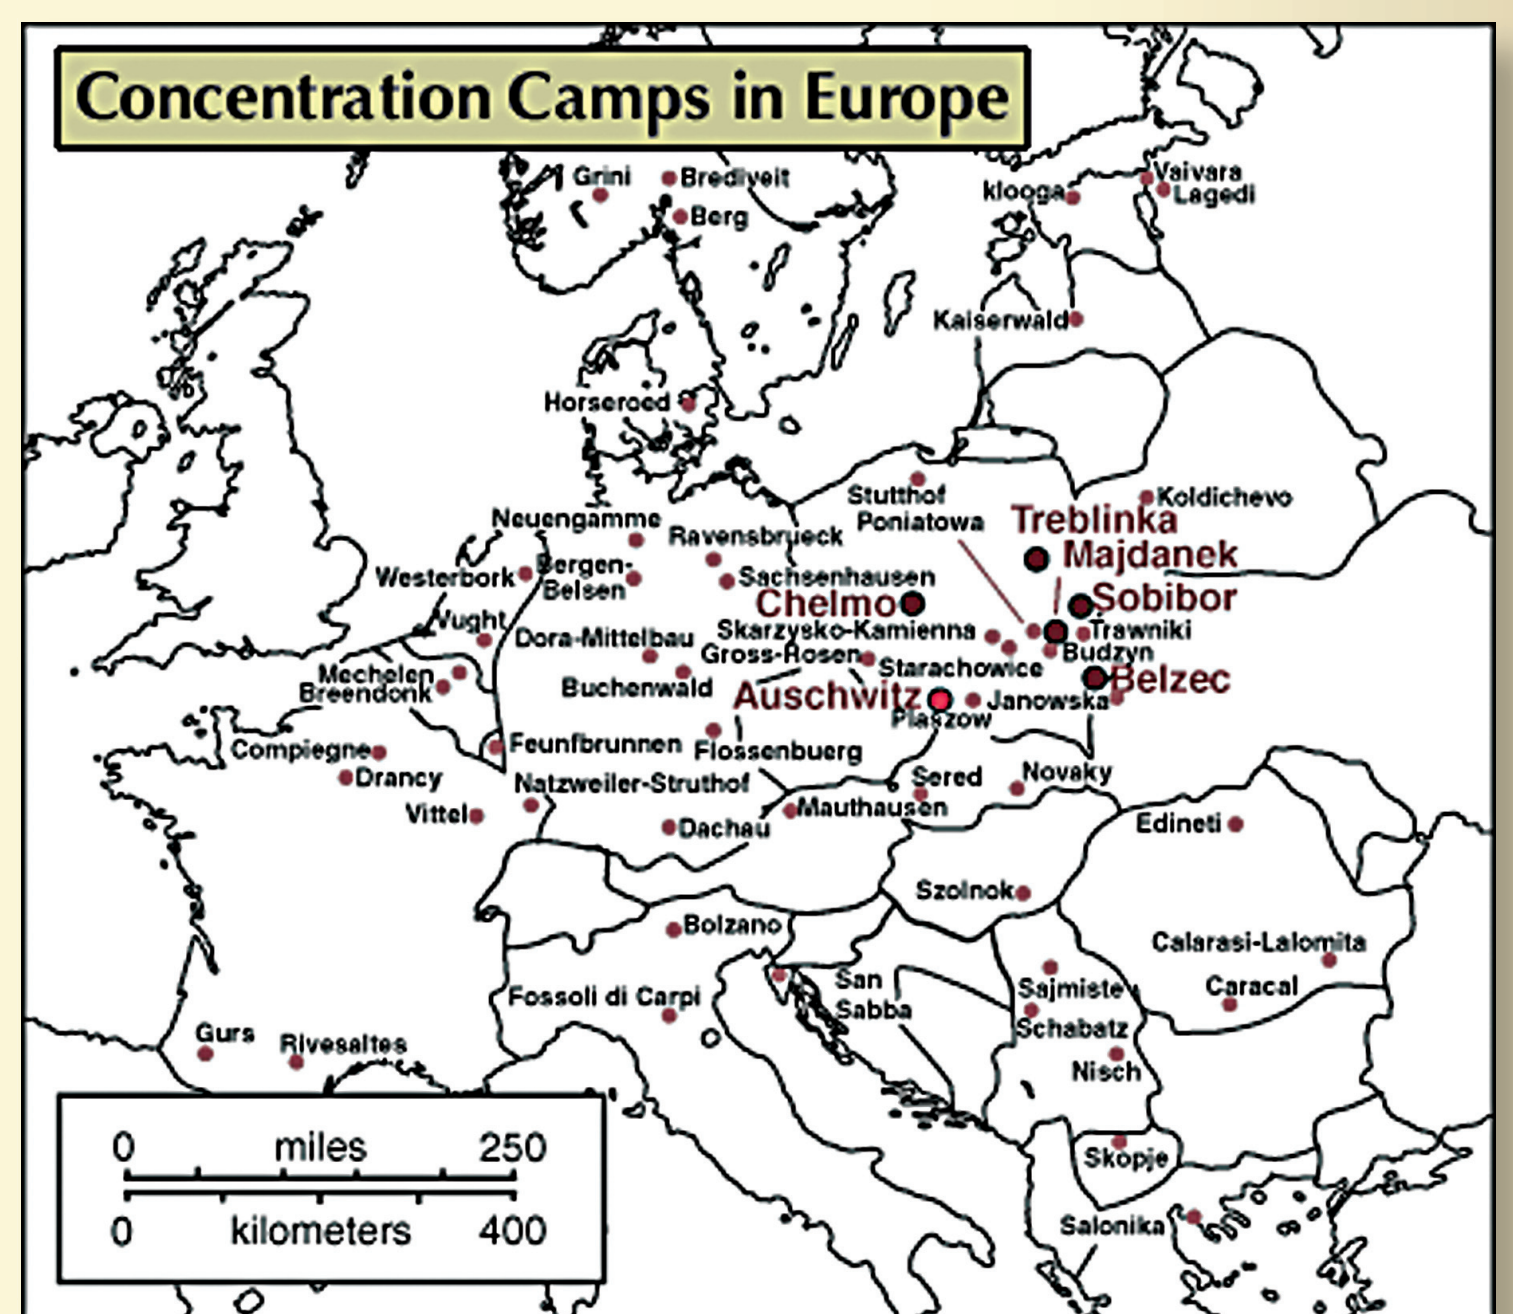 Concentration Camps in Europe
Grini
Brediveit
Berg
klooga
Vaivara
Lagedi
Kaiserwald
Horseroed
Stutthof
Koldichevo
Neuengamme
Ravensbrueck
Poniatowa
Treblinka
Majdanek
Westerbork
Bergen-
Belsen
Sachsenhausen
Chelmo
Sobibor
Vught
Dora-Mittelbau
Skarzysko-Kamienna
Trawniki
Gross-Rosen
Starachowice
Budzyn
Mechelen
Breendonk
Buchenwald
Auschwitz
Janowska
Belzec
Plaszow
Compiegne
Feunfbrunnen
Flossenbuerg
Drancy
Natzweiler-Struthof
Sered
Novaky
Vittel
Dachau
Mauthausen
Edineti
Szolnok
Bolzano
Calarasi-Lalomita
San
Sabba
Sajmiste
Caracal
Fossoli di Carpi
Schabatz
Gurs
Rivesaltes
Nisch
Skopje
Salonika
0 miles 250
0 kilometers 400